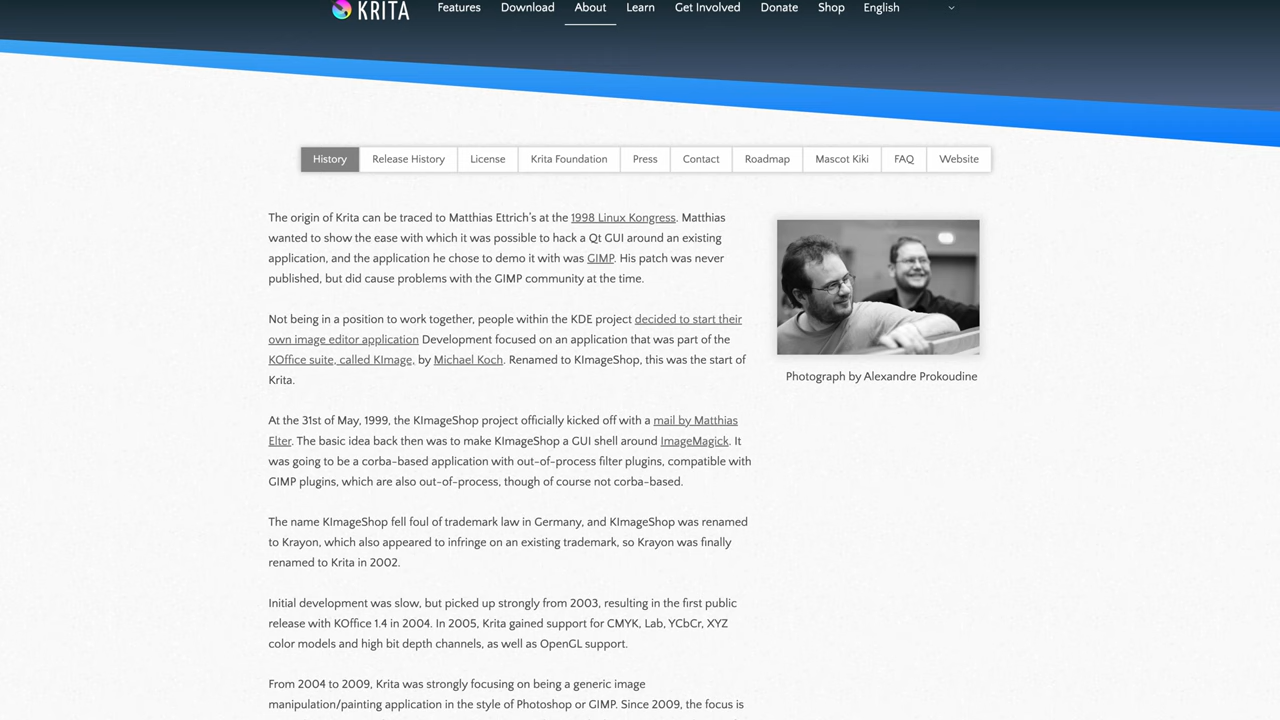 KRITA
Features Download About Learn Get Involved Donate Shop English
History Release History License Krita Foundation Press Contact Roadmap Mascot Kiki FAQ Website
The origin of Krita can be traced to Matthias Ettrich's at the 1998 Linux Kongress. Matthias
wanted to show the ease with which it was possible to hack a Qt GUI around an existing
application, and the application he chose to demo it with was GIMP. His patch was never
published, but did cause problems with the GIMP community at the time.
Not being in a position to work together, people within the KDE project decided to start their
own image editor application Development focused on an application that was part of the
KOffice suite, called KImage, by Michael Koch. Renamed to KImageShop, this was the start of
Krita.
At the 31st of May, 1999, the KImageShop project officially kicked off with a mail by Matthias
Elter. The basic idea back then was to make KImageShop a GUI shell around ImageMagick. It
was going to be a corba-based application with out-of-process filter plugins, compatible with
GIMP plugins, which are also out-of-process, though of course not corba-based.
The name KImageShop fell foul of trademark law in Germany, and KImageShop was renamed
to Krayon, which also appeared to infringe on an existing trademark, so Krayon was finally
renamed to Krita in 2002.
Initial development was slow, but picked up strongly from 2003, resulting in the first public
release with KOffice 1.4 in 2004. In 2005, Krita gained support for CMYK, Lab, YCbCr, XYZ
color models and high bit depth channels, as well as OpenGL support.
From 2004 to 2009, Krita was strongly focusing on being a generic image
manipulation/painting application in the style of Photoshop or GIMP. Since 2009, the focus is
Photograph by Alexandre Prokoudine